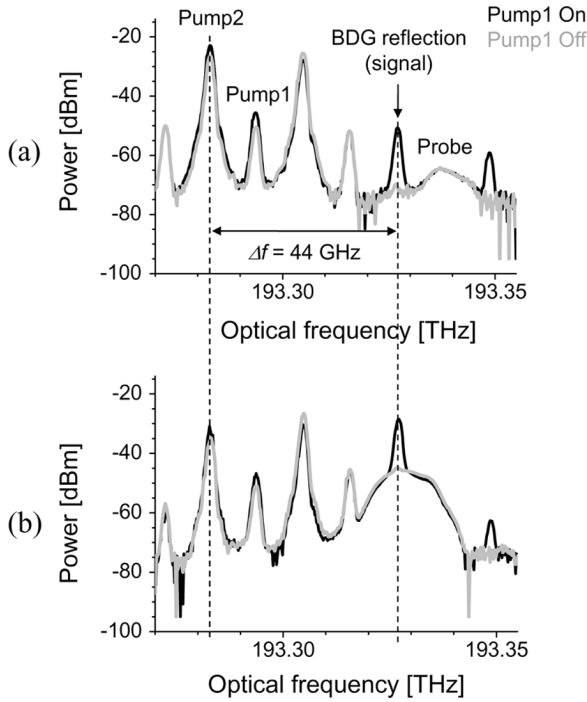 Pump1 On
Pump1 Off
Pump2
BDG reflection
(signal)
Pump1
Probe
(a)
Power [dBm]
-20
-40
-60
-80
-100
Δf = 44 GHz
193.30
193.35
Optical frequency [THz]
(b)
Power [dBm]
-20
-40
-60
-80
-100
193.30
193.35
Optical frequency [THz]